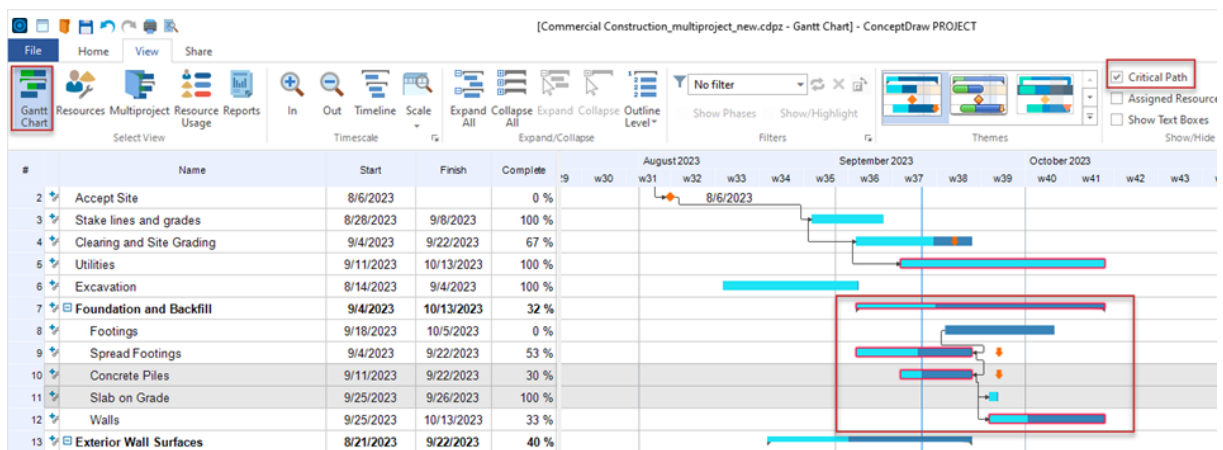 [Commercial Construction_multiproject_new.cdpz - Gantt Chart] - ConceptDraw PROJECT
File Home View Share
Gantt Chart Resources Multiproject Resource Usage Reports In Out Timeline Scale Expand All Collapse All Expand Collapse Outline Level
No filter
Show Phases Show/Highlight
Critical Path
Assigned Resource
Show Text Boxes
Select View Timescale Expand/Collapse Filters Themes Show/Hide
# Name Start Finish Complete
August 2023 September 2023 October 2023
29 w30 w31 w32 w33 w34 w35 w36 w37 w38 w39 w40 w41 w42 w43
2 Accept Site 8/6/2023 0 % 8/6/2023
3 Stake lines and grades 8/28/2023 9/8/2023 100 %
4 Clearing and Site Grading 9/4/2023 9/22/2023 67 %
5 Utilities 9/11/2023 10/13/2023 100 %
6 Excavation 8/14/2023 9/4/2023 100 %
7 Foundation and Backfill 9/4/2023 10/13/2023 32 %
8 Footings 9/18/2023 10/5/2023 0 %
9 Spread Footings 9/4/2023 9/22/2023 53 %
10 Concrete Piles 9/11/2023 9/22/2023 30 %
11 Slab on Grade 9/25/2023 9/26/2023 100 %
12 Walls 9/25/2023 10/13/2023 33 %
13 Exterior Wall Surfaces 8/21/2023 9/22/2023 40 %